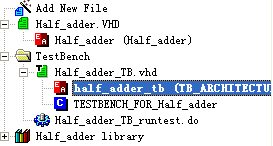 Add New File
Half_adder.VHD
Half_adder (Half_adder)
TestBench
Half_adder_TB.vhd
half_adder_tb (TB_ARCHITECTU
TESTBENCH_FOR_Half_adder
Half_adder_TB_runtest.do
Half_adder library